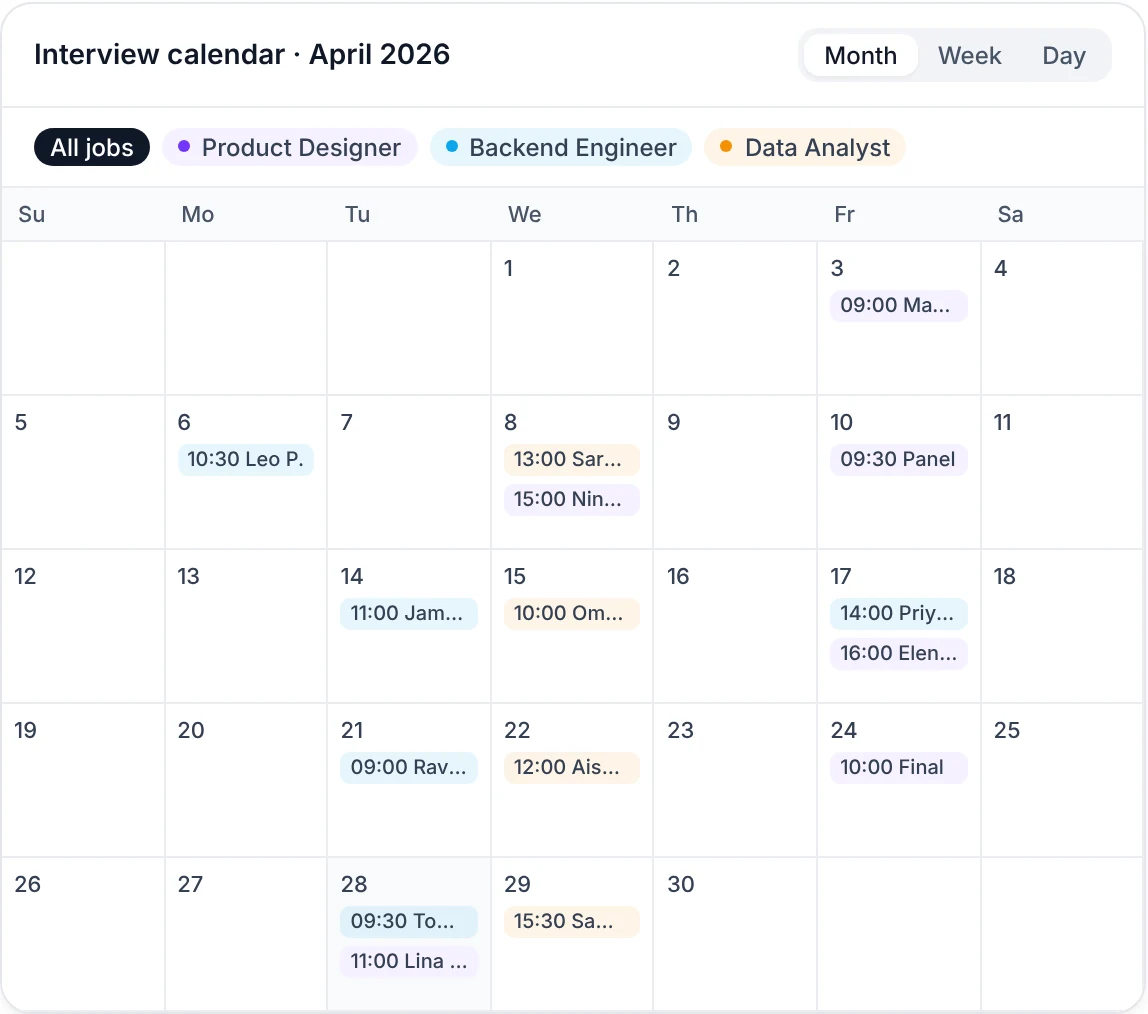 Interview calendar · April 2026
Month Week Day
All jobs Product Designer Backend Engineer Data Analyst
Su Mo Tu We Th Fr Sa
1 2 3 4
09:00 Ma...
5 6 7 8 9 10 11
10:30 Leo P. 13:00 Sar... 09:30 Panel
15:00 Nin...
12 13 14 15 16 17 18
11:00 Jam... 10:00 Om... 14:00 Priy...
16:00 Elen...
19 20 21 22 23 24 25
09:00 Rav... 12:00 Ais... 10:00 Final
26 27 28 29 30
09:30 To... 15:30 Sa...
11:00 Lina ...